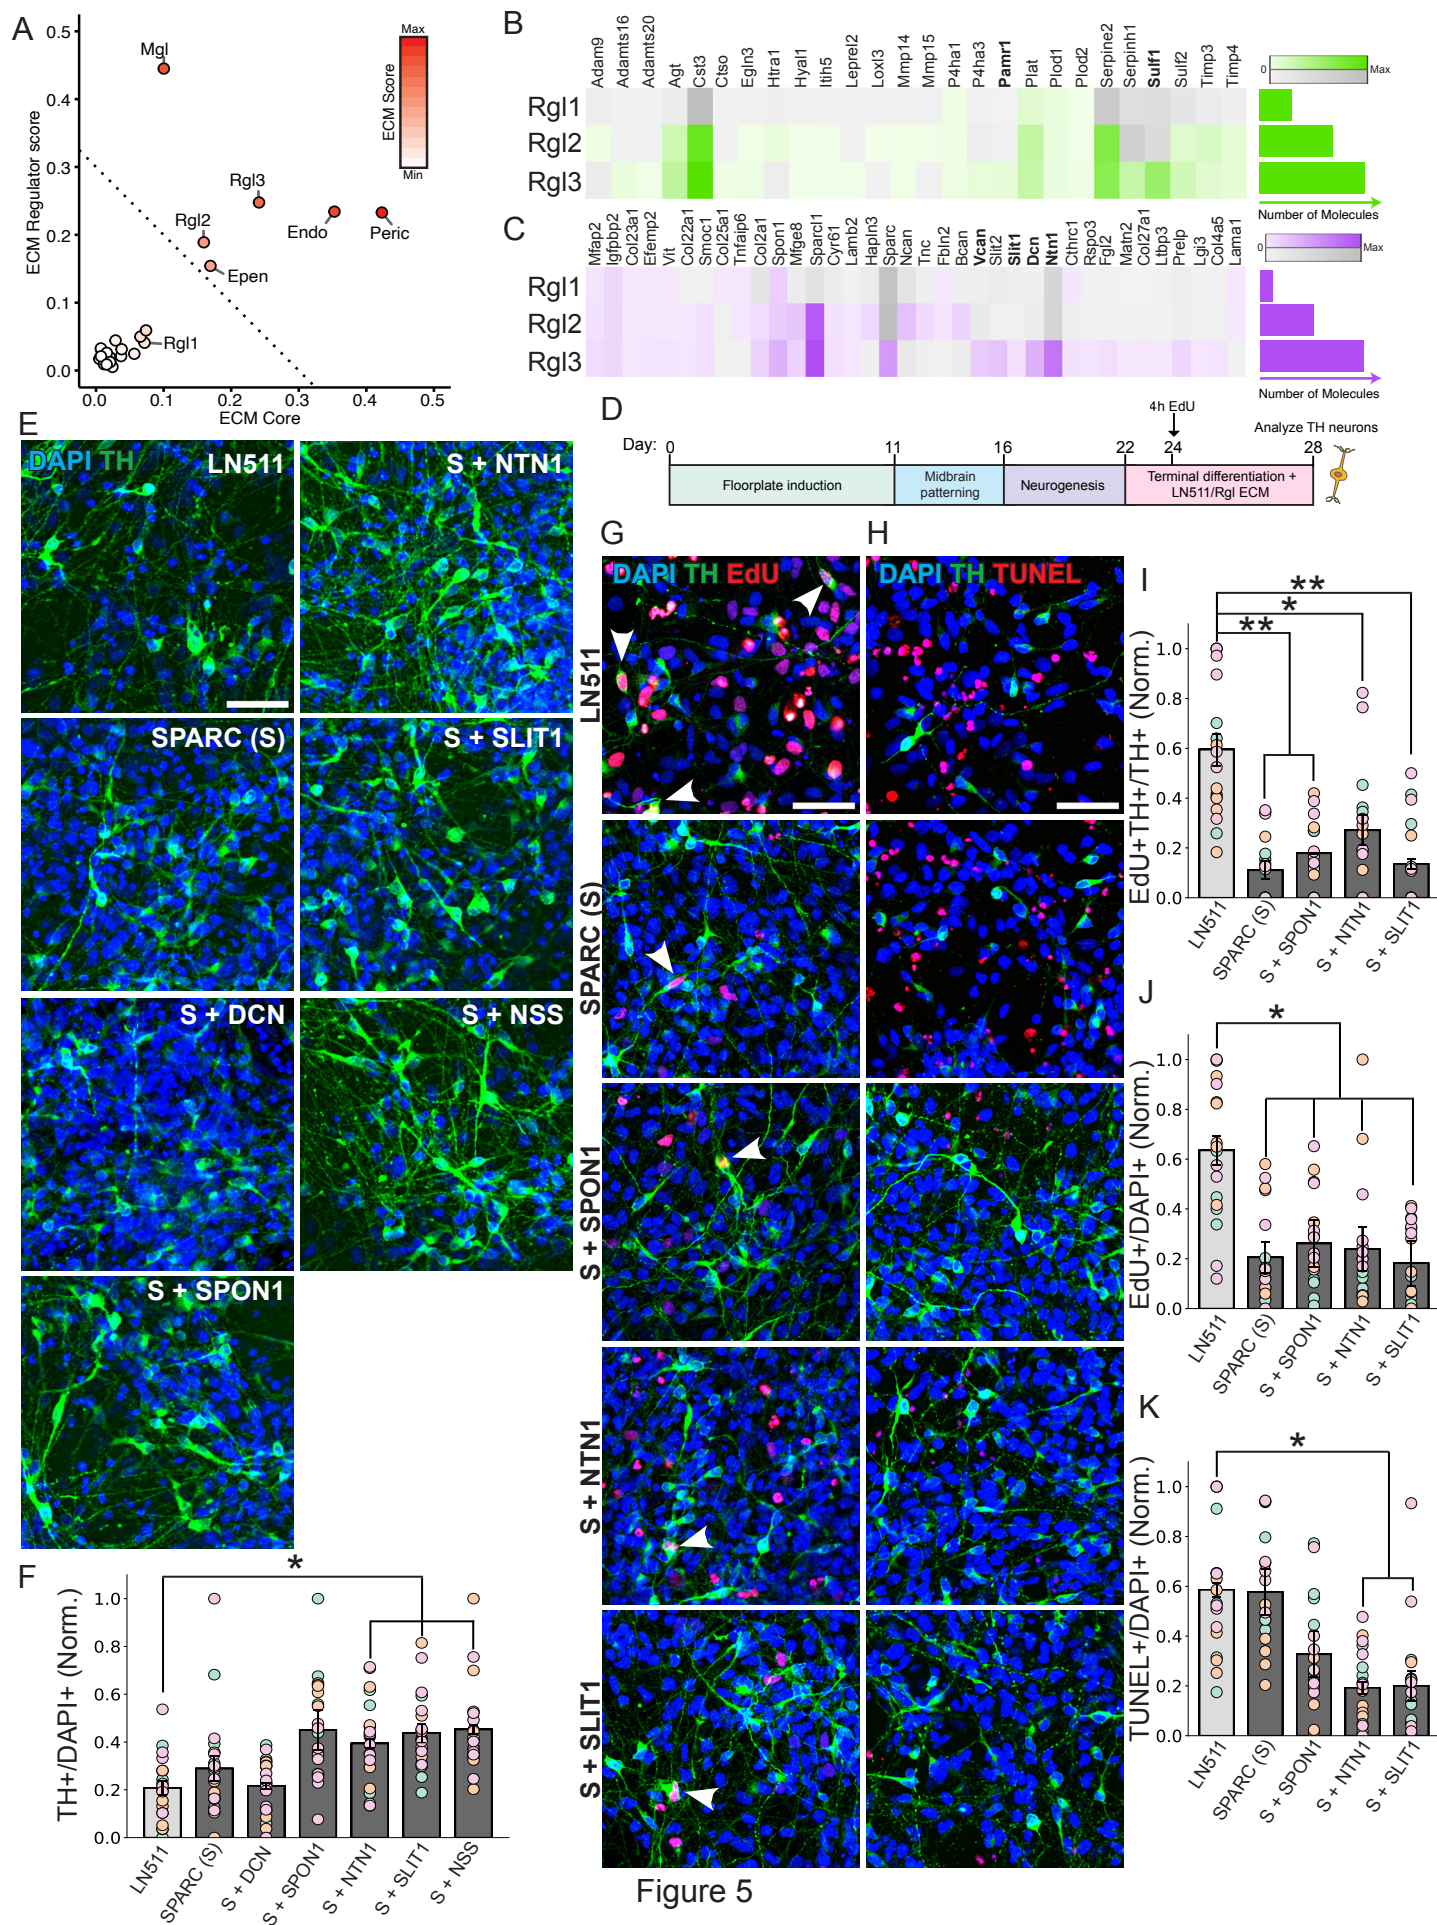 A
0.5
0.4
0.3
0.2
0.1
0.0
ECM Regulator score
0.0 0.1 0.2 0.3 0.4 0.5
ECM Core
Mgl
Rgl3
Rgl2
Endo
Peric
Epen
Rgl1
Max
ECM Score
Min
B
Adam9 Adamts16 Adamts20 Agt Cst3 Ctso Egln3 Htra1 Hyal1 Itih5 Leprel2 Loxl3 Mmp14 Mmp15 P4ha1 P4ha3 Pamr1 Plat Plod1 Plod2 Serpine2 Serpinh1 Sulf1 Sulf2 Timp3 Timp4
Rgl1
Rgl2
Rgl3
0 Max
Number of Molecules
C
Mfap2 Igfpbp2 Col23a1 Efemp2 Vit Col22a1 Smoc1 Col25a1 Tnfaip6 Col2a1 Spon1 Mfge8 Sparcl1 Cyr61 Lamb2 Hapln3 Sparc Ncan Tnc Fbln2 Bcan Vcan Slit2 Slit1 Dcn Ntn1 Cthrc1 Rspo3 Fgl2 Matn2 Col27a1 Ltbp3 Prelp Lgi3 Col4a5 Lama1
Rgl1
Rgl2
Rgl3
0 Max
Number of Molecules
D
4h EdU
Day: 0 11 16 22 24 28
Floorplate induction
Midbrain
patterning
Neurogenesis
Terminal differentiation +
LN511/Rgl ECM
Analyze TH neurons
E
DAPI TH
LN511
S + NTN1
SPARC (S)
S + SLIT1
S + DCN
S + NSS
S + SPON1
F
*
1.0
0.8
0.6
0.4
0.2
0.0
TH+/DAPI+ (Norm.)
LN511
SPARC (S)
S + DCN
S + SPON1
S + NTN1
S + SLIT1
S + NSS
G
DAPI TH EdU
H
DAPI TH TUNEL
LN511
SPARC (S)
S + SPON1
S + NTN1
S + SLIT1
I
**
*
**
1.0
0.8
0.6
0.4
0.2
0.0
EdU+TH+/TH+ (Norm.)
LN511
SPARC (S)
S + SPON1
S + NTN1
S + SLIT1
J
*
1.0
0.8
0.6
0.4
0.2
0.0
EdU+/DAPI+ (Norm.)
LN511
SPARC (S)
S + SPON1
S + NTN1
S + SLIT1
K
*
1.0
0.8
0.6
0.4
0.2
0.0
TUNEL+/DAPI+ (Norm.)
LN511
SPARC (S)
S + SPON1
S + NTN1
S + SLIT1
Figure 5